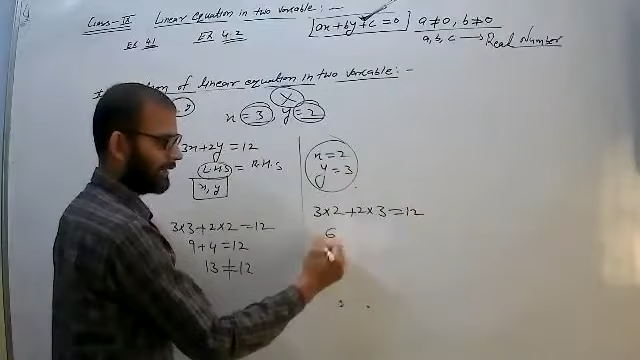 Class-IX Linear equation in two variable:-
[ax+by+c=0] a≠0, b≠0
Ex 4.1 Ex 4.2 a, b, c → Real Number
of linear equation in two variable:-
x
x=3, y=2
3x+2y=12
LHS = R.H.S
x, y
3×3+2×2=12
9+4=12
13≠12
x=2
y=3
3×2+2×3=12
6